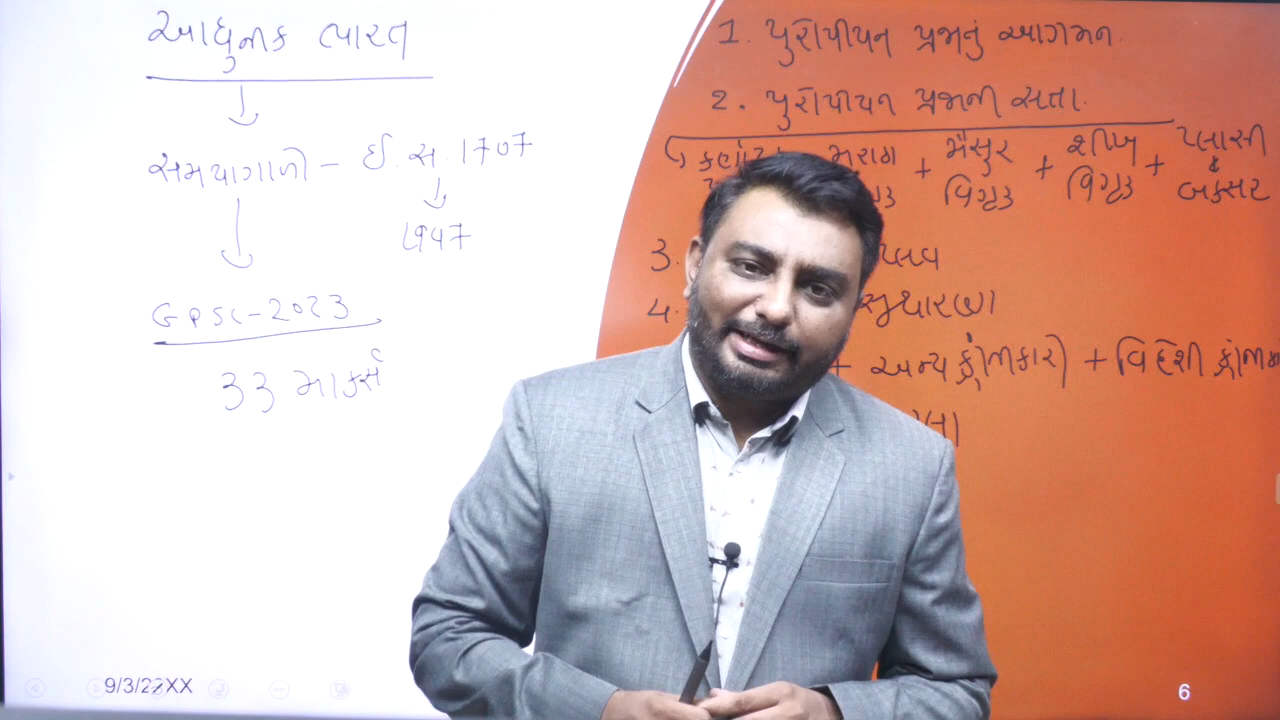 આધુનીક ભારત
સમયાગાળો - ઈ.સ. 1707
1947
GPSC-2023
33 માર્ક્સ
1. યુરોપીયન પ્રજાનું આગમન.
2. યુરોપીયન પ્રજાની સત્તા.
મૈસુર + શીખ + પ્લાસી
વિગ્રહ વિગ્રહ & બક્સર
3.
4. સુધારણા
+ અન્ય ક્રાંતીકારો + વિદેશી
9/3/22XX
6